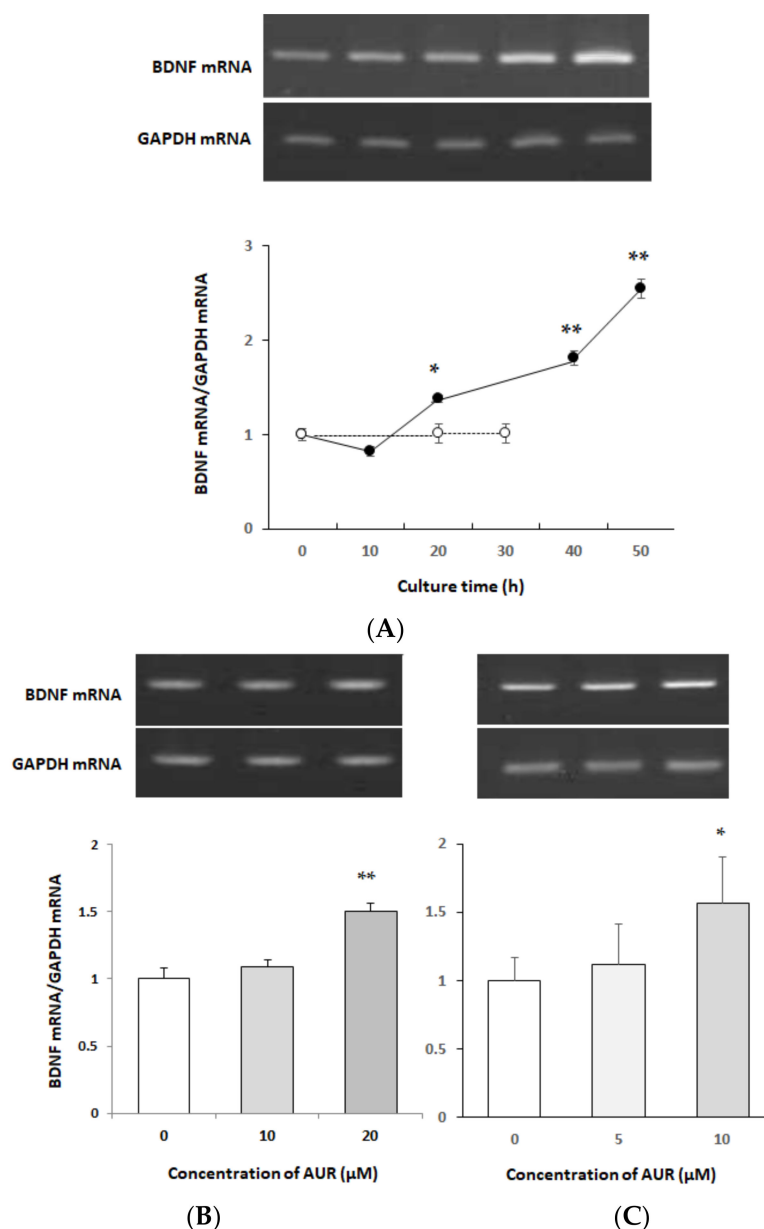 BDNF mRNA
GAPDH mRNA
BDNF mRNA/GAPDH mRNA
3
2
1
0
*
**
**
0 10 20 30 40 50
Culture time (h)
(A)
BDNF mRNA
GAPDH mRNA
BDNF mRNA/GAPDH mRNA
2
1.5
1
0.5
0
**
0 10 20
Concentration of AUR (μM)
(B)
2
1.5
1
0.5
0
*
0 5 10
Concentration of AUR (μM)
(C)